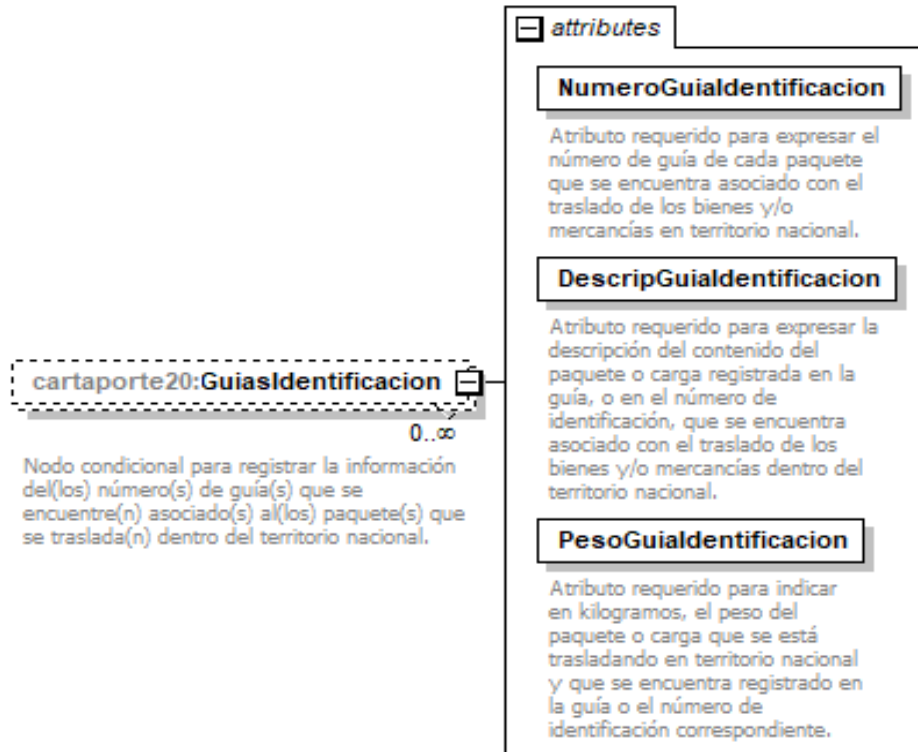 attributes
NumeroGuiaIdentificacion
Atributo requerido para expresar el
número de guía de cada paquete
que se encuentra asociado con el
traslado de los bienes y/o
mercancías en territorio nacional.
DescripGuiaIdentificacion
Atributo requerido para expresar la
descripción del contenido del
paquete o carga registrada en la
guía, o en el número de
identificación, que se encuentra
asociado con el traslado de los
bienes y/o mercancías dentro del
territorio nacional.
cartaporte20:GuiasIdentificacion
0..∞
Nodo condicional para registrar la información
del(los) número(s) de guía(s) que se
encuentre(n) asociado(s) al(los) paquete(s) que
se traslada(n) dentro del territorio nacional.
PesoGuiaIdentificacion
Atributo requerido para indicar
en kilogramos, el peso del
paquete o carga que se está
trasladando en territorio nacional
y que se encuentra registrado en
la guía o el número de
identificación correspondiente.